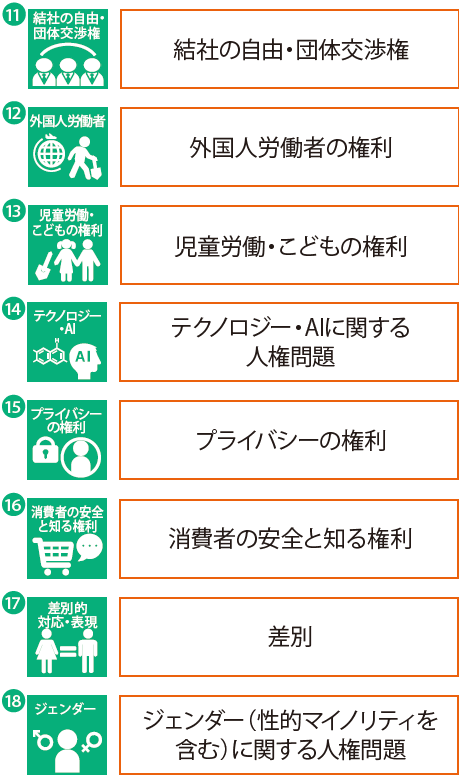 11
結社の自由・
団体交渉権
結社の自由・団体交渉権
12
外国人労働者
外国人労働者の権利
13
児童労働・
こどもの権利
児童労働・こどもの権利
14
テクノロジー
・AI
H
N
AI
テクノロジー・AIに関する
人権問題
15
プライバシー
の権利
プライバシーの権利
16
消費者の安全
と知る権利
消費者の安全と知る権利
17
差別的
対応・表現
差別
18
ジェンダー
ジェンダー（性的マイノリティを
含む）に関する人権問題